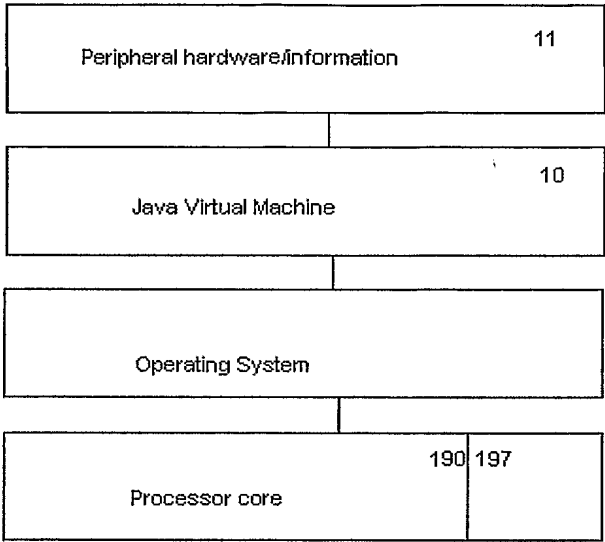 11
Peripheral hardware/information
10
Java Virtual Machine
Operating System
190 197
Processor core